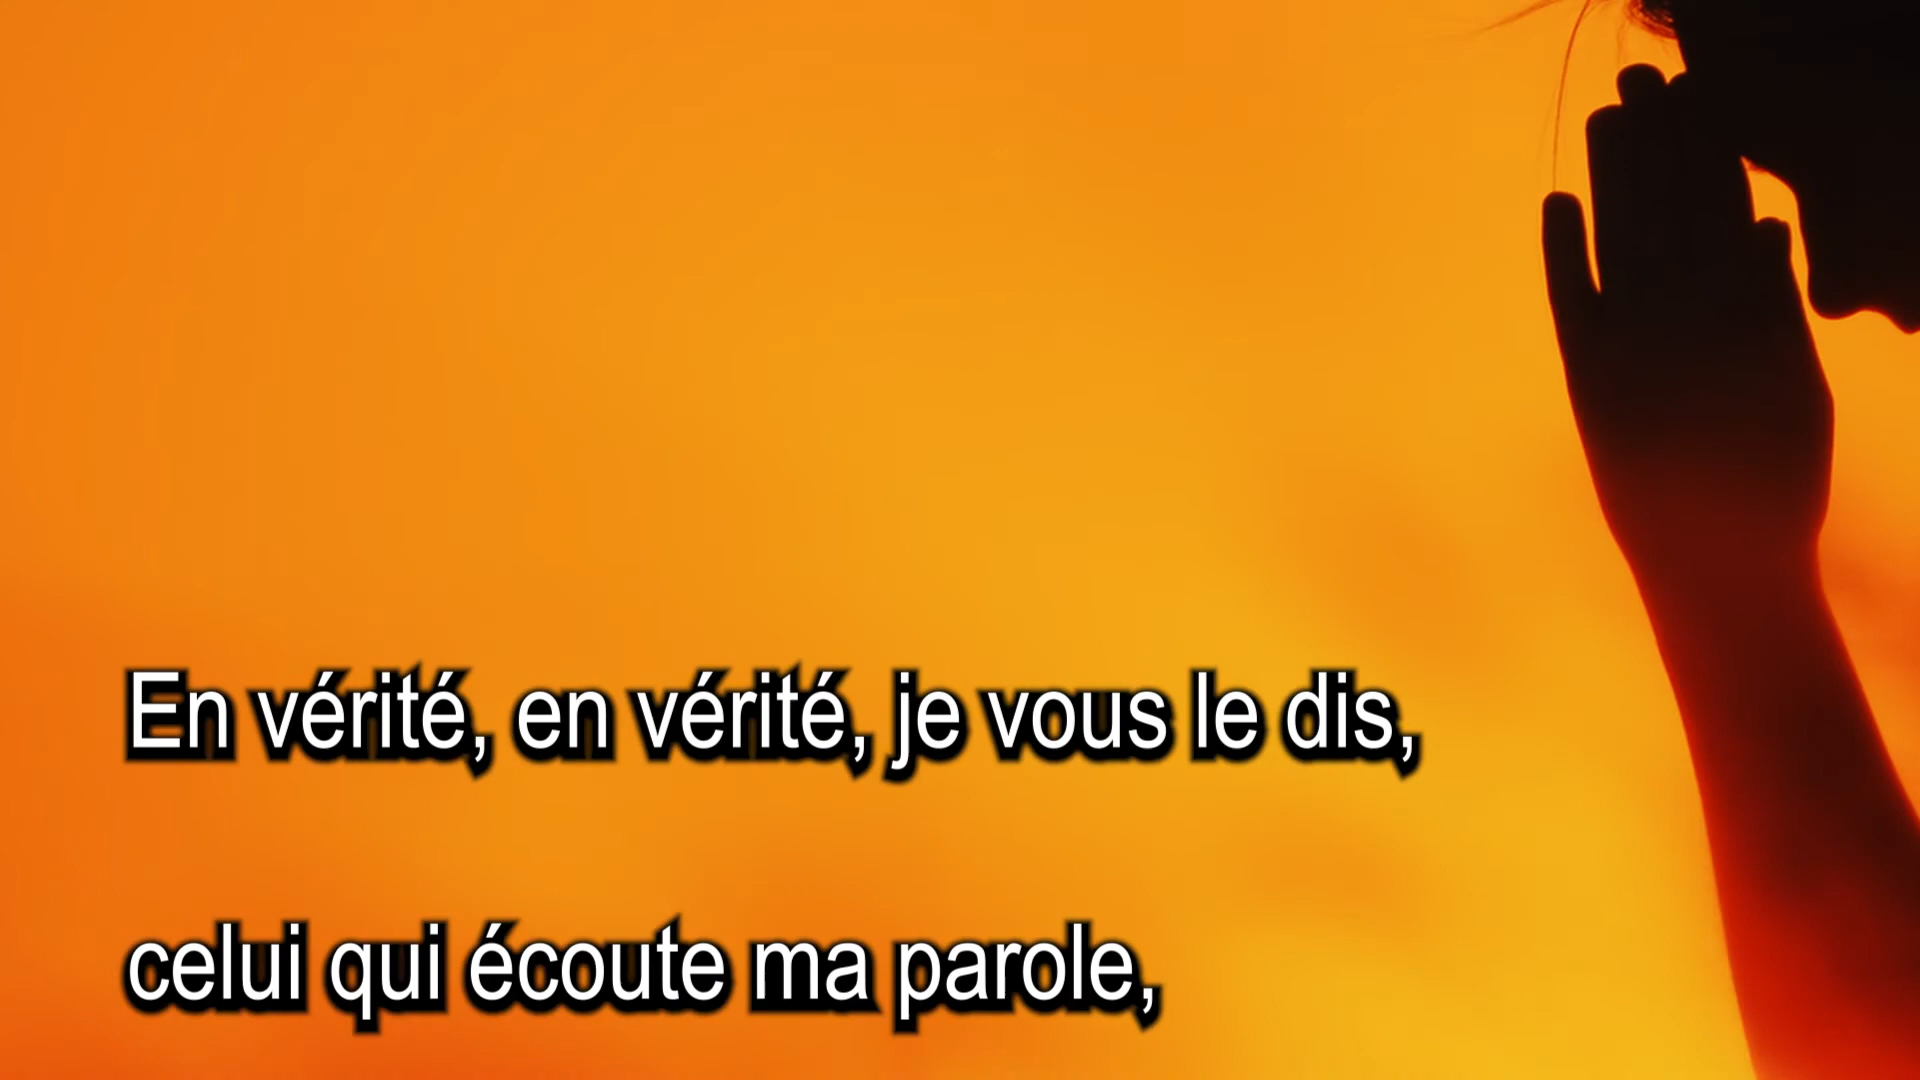 En vérité, en vérité, je vous le dis,
celui qui écoute ma parole,